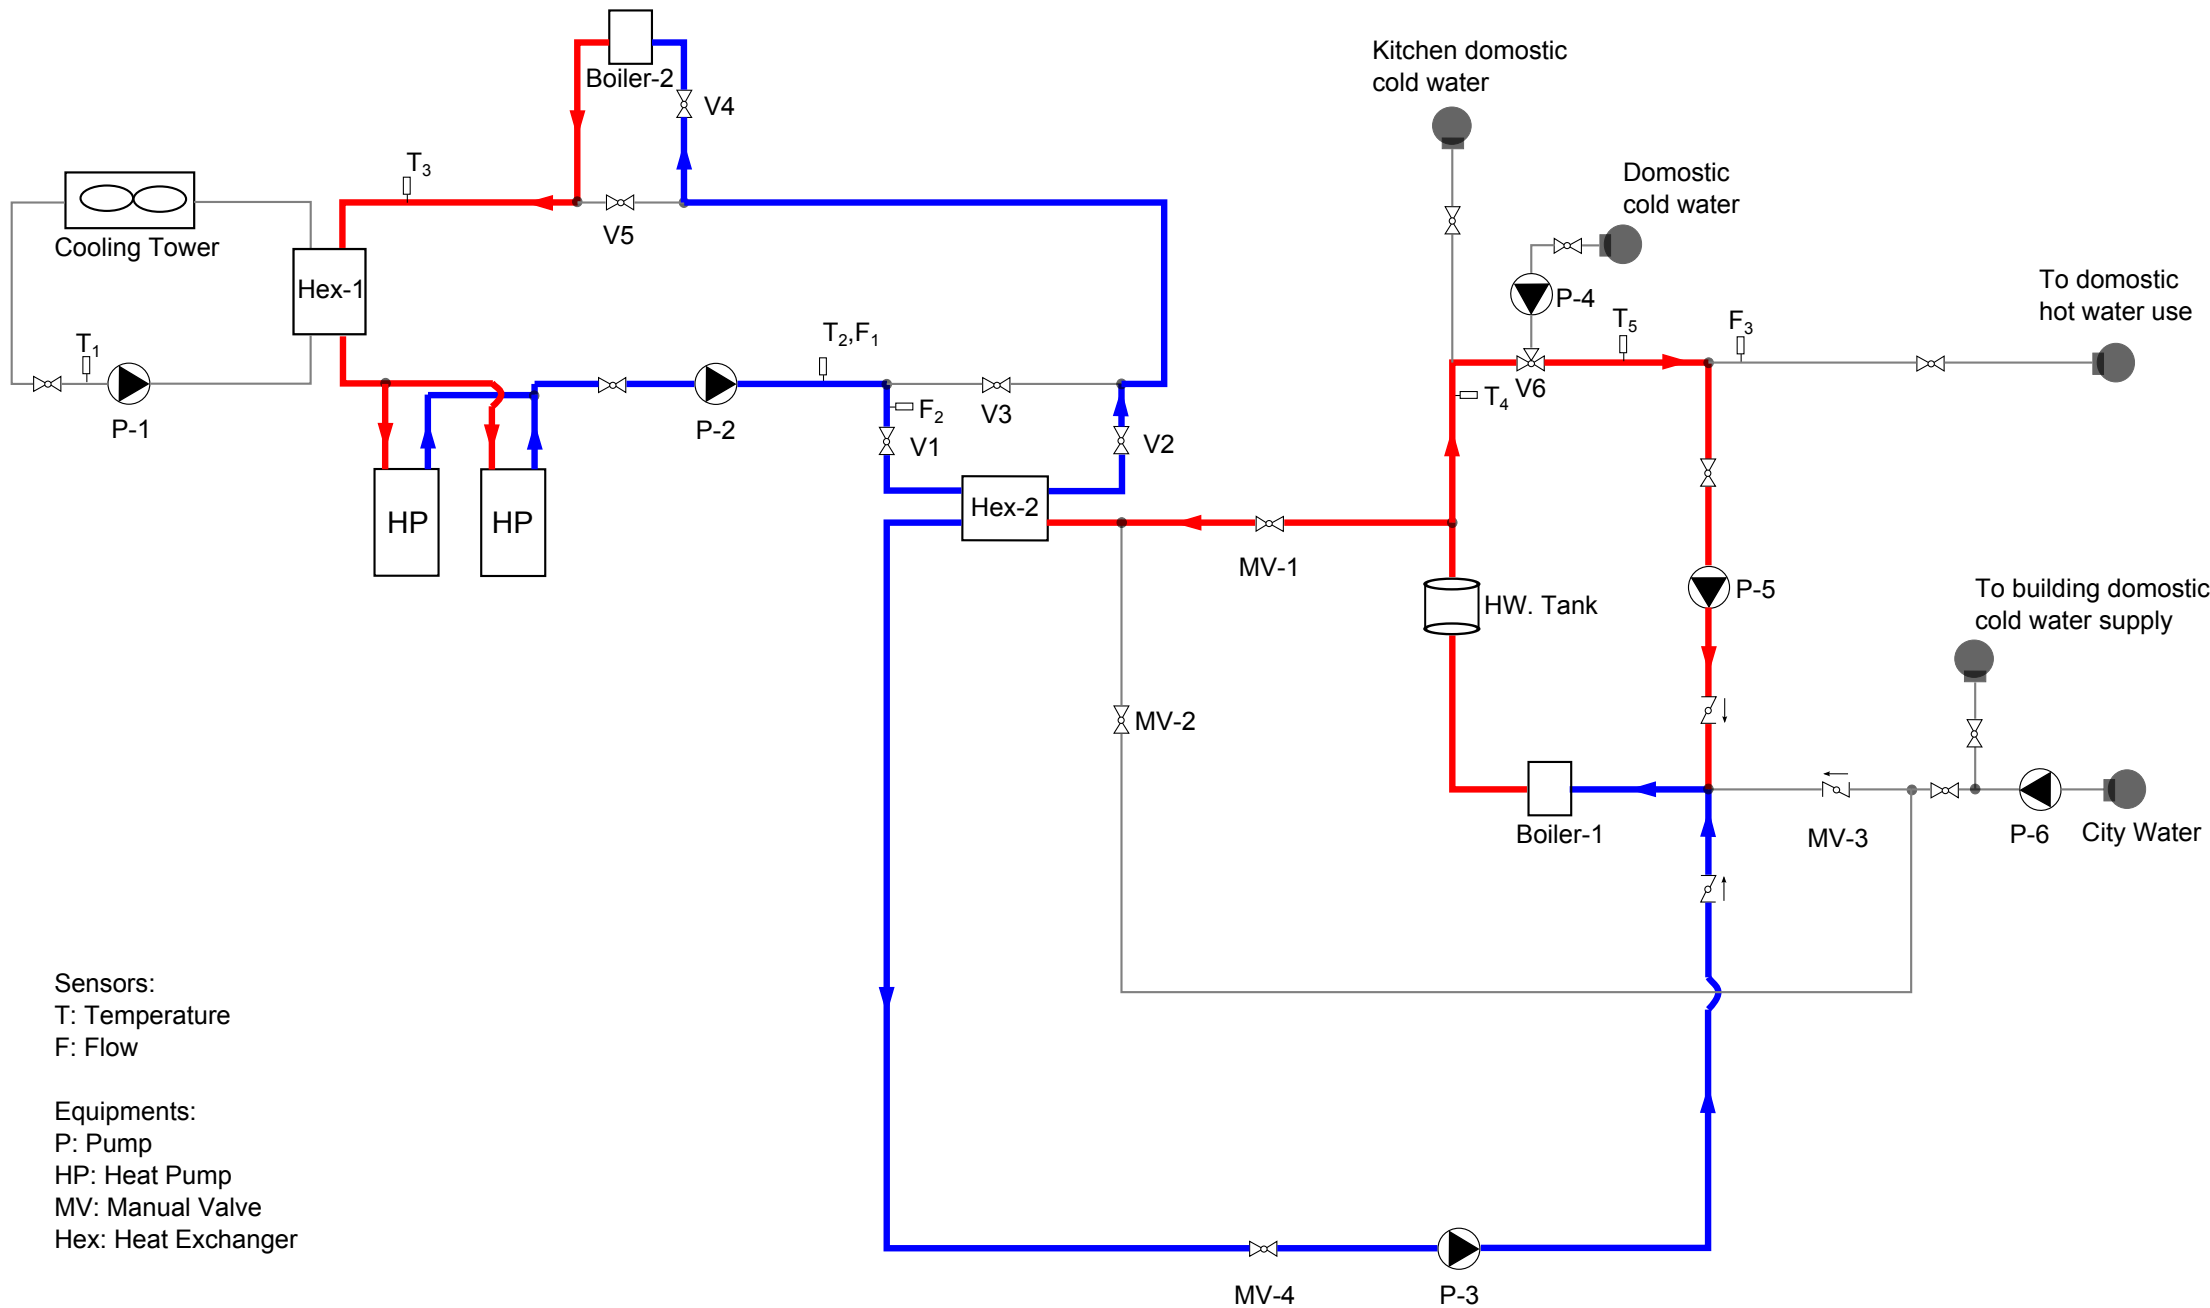 Boiler-2
V4
Kitchen domostic
cold water
T3
V5
Cooling Tower
Domostic
cold water
Hex-1
P-4
To domostic
hot water use
T1
P-1
T2,F1
P-2
F2
V1
V3
V2
T4
V6
T5
F3
HP
HP
Hex-2
MV-1
HW. Tank
P-5
To building domostic
cold water supply
MV-2
Boiler-1
MV-3
P-6
City Water
Sensors:
T: Temperature
F: Flow
Equipments:
P: Pump
HP: Heat Pump
MV: Manual Valve
Hex: Heat Exchanger
MV-4
P-3